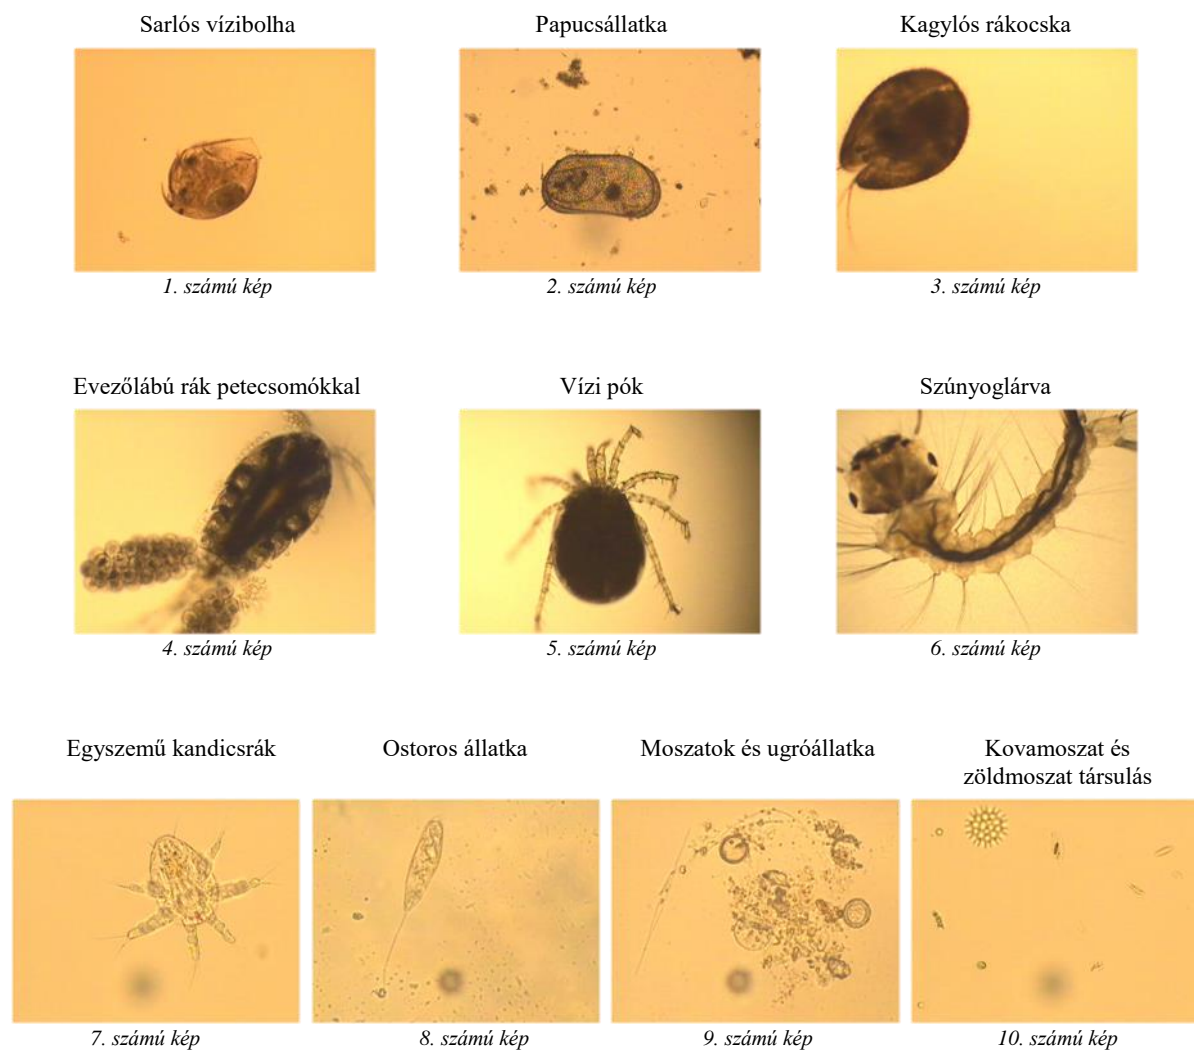 Sarlós vízibolha
Papucsállatka
Kagylós rákocska
1. számú kép
2. számú kép
3. számú kép
Evezőlábú rák petecsomókkal
Vízi pók
Szúnyoglárva
4. számú kép
5. számú kép
6. számú kép
Egyszemű kandicsrák
Ostoros állatka
Moszatok és ugróállatka
Kovamoszat és
zöldmoszat társulás
7. számú kép
8. számú kép
9. számú kép
10. számú kép